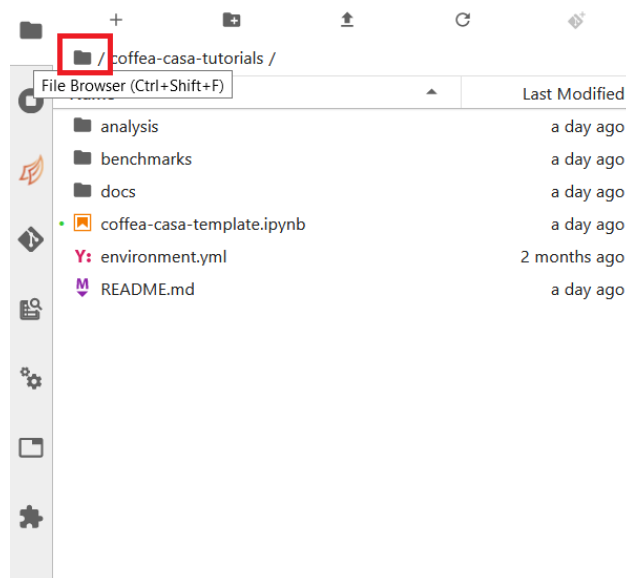 / coffea-casa-tutorials /
File Browser (Ctrl+Shift+F)
Last Modified
analysis a day ago
benchmarks a day ago
docs a day ago
coffea-casa-template.ipynb a day ago
Y: environment.yml 2 months ago
M README.md a day ago